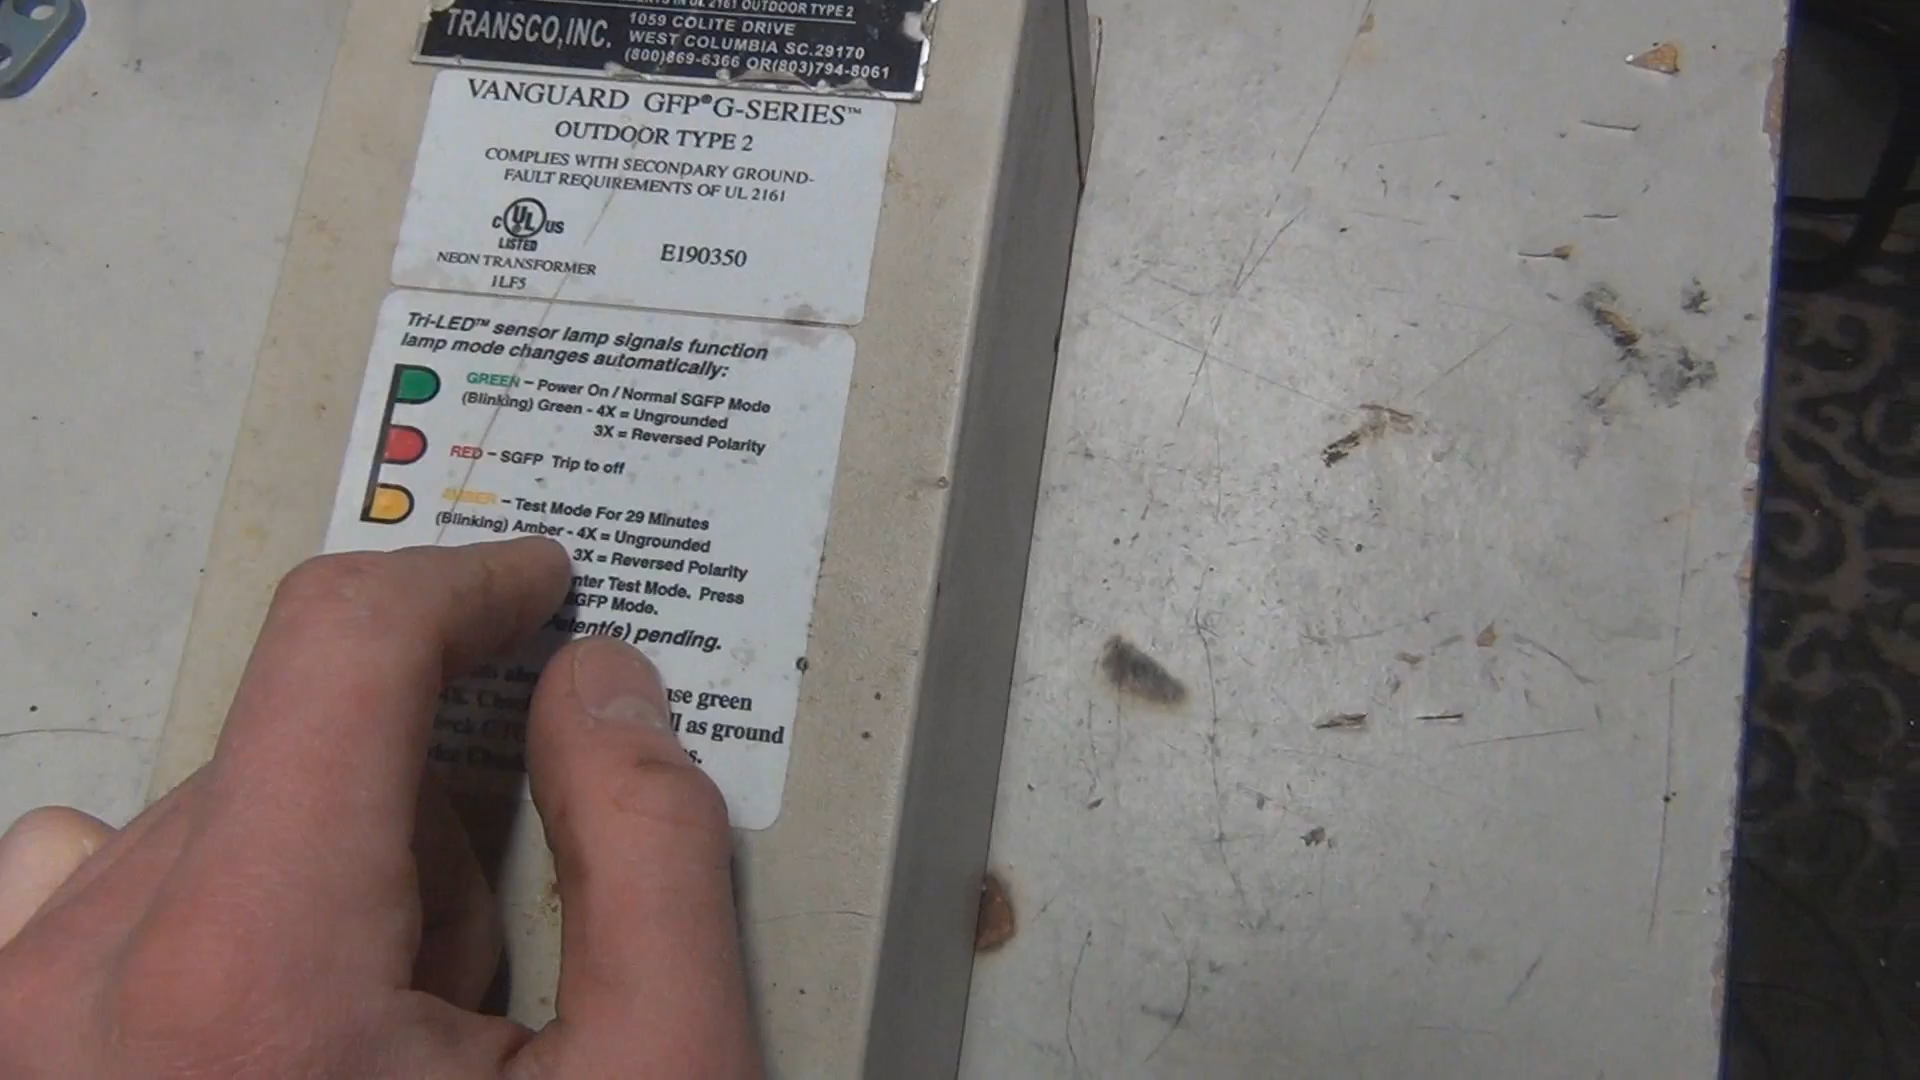 IN UL 2161 OUTDOOR TYPE 2
TRANSCO, INC.
1059 COLITE DRIVE
WEST COLUMBIA SC.29170
(800)869-6366 OR(803)794-8061
VANGUARD GFP® G-SERIES™
OUTDOOR TYPE 2
COMPLIES WITH SECONDARY GROUND-
FAULT REQUIREMENTS OF UL 2161
C UL US
LISTED
NEON TRANSFORMER
1LF5
E190350
Tri-LED™ sensor lamp signals function
lamp mode changes automatically:
GREEN – Power On / Normal SGFP Mode
(Blinking) Green - 4X = Ungrounded
3X = Reversed Polarity
RED – SGFP Trip to off
AMBER – Test Mode For 29 Minutes
(Blinking) Amber - 4X = Ungrounded
3X = Reversed Polarity
Test Mode. Press
Mode.
pending.
green
as ground